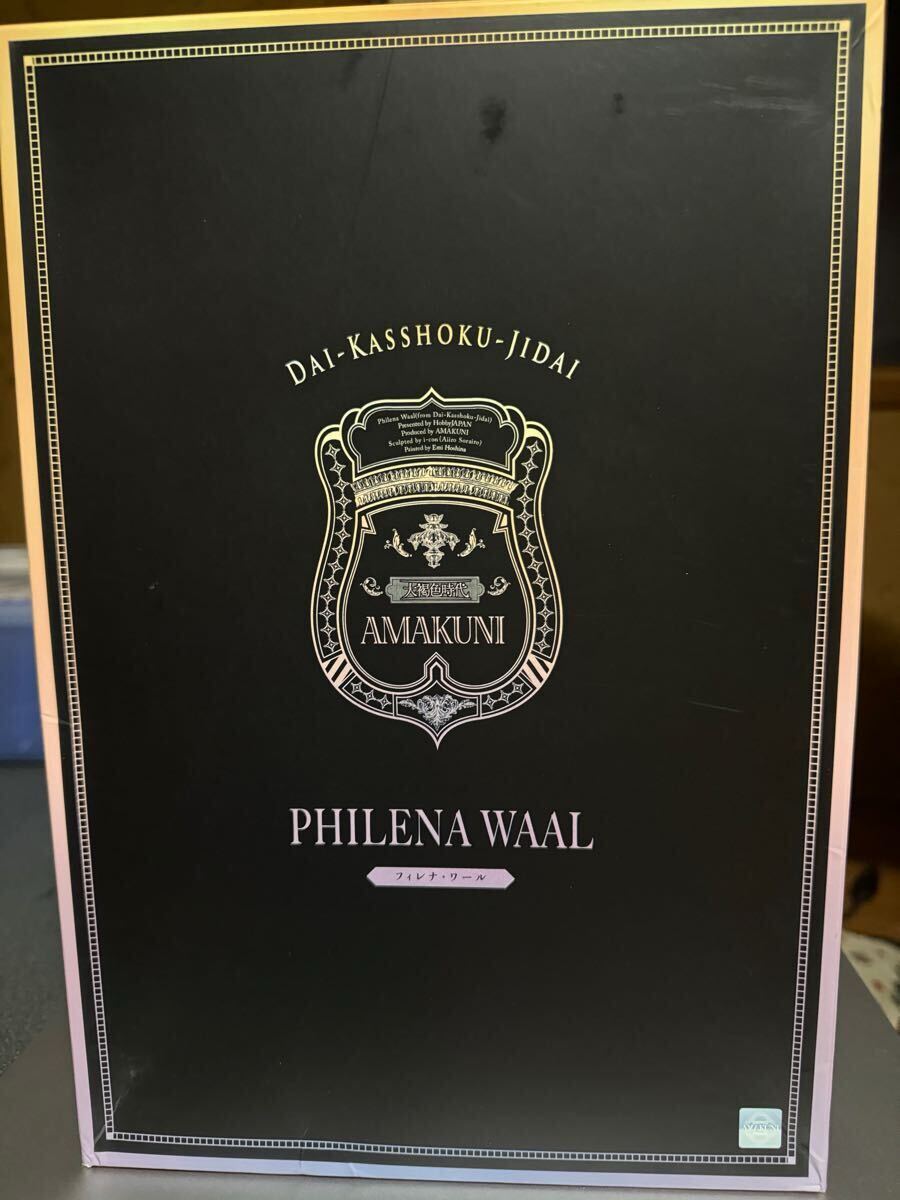 DAI-KASSHOKU-JIDAI
Philena Waal(from Dai-Kasshoku-Jidai)
Presented by HobbyJAPAN
Produced by AMAKUNI
Sculpted by i-con(Aiiro Sorairo)
Painted by Emi Hoshina
大褐色時代
AMAKUNI
PHILENA WAAL
フィレナ・ワール
AMAKUNI